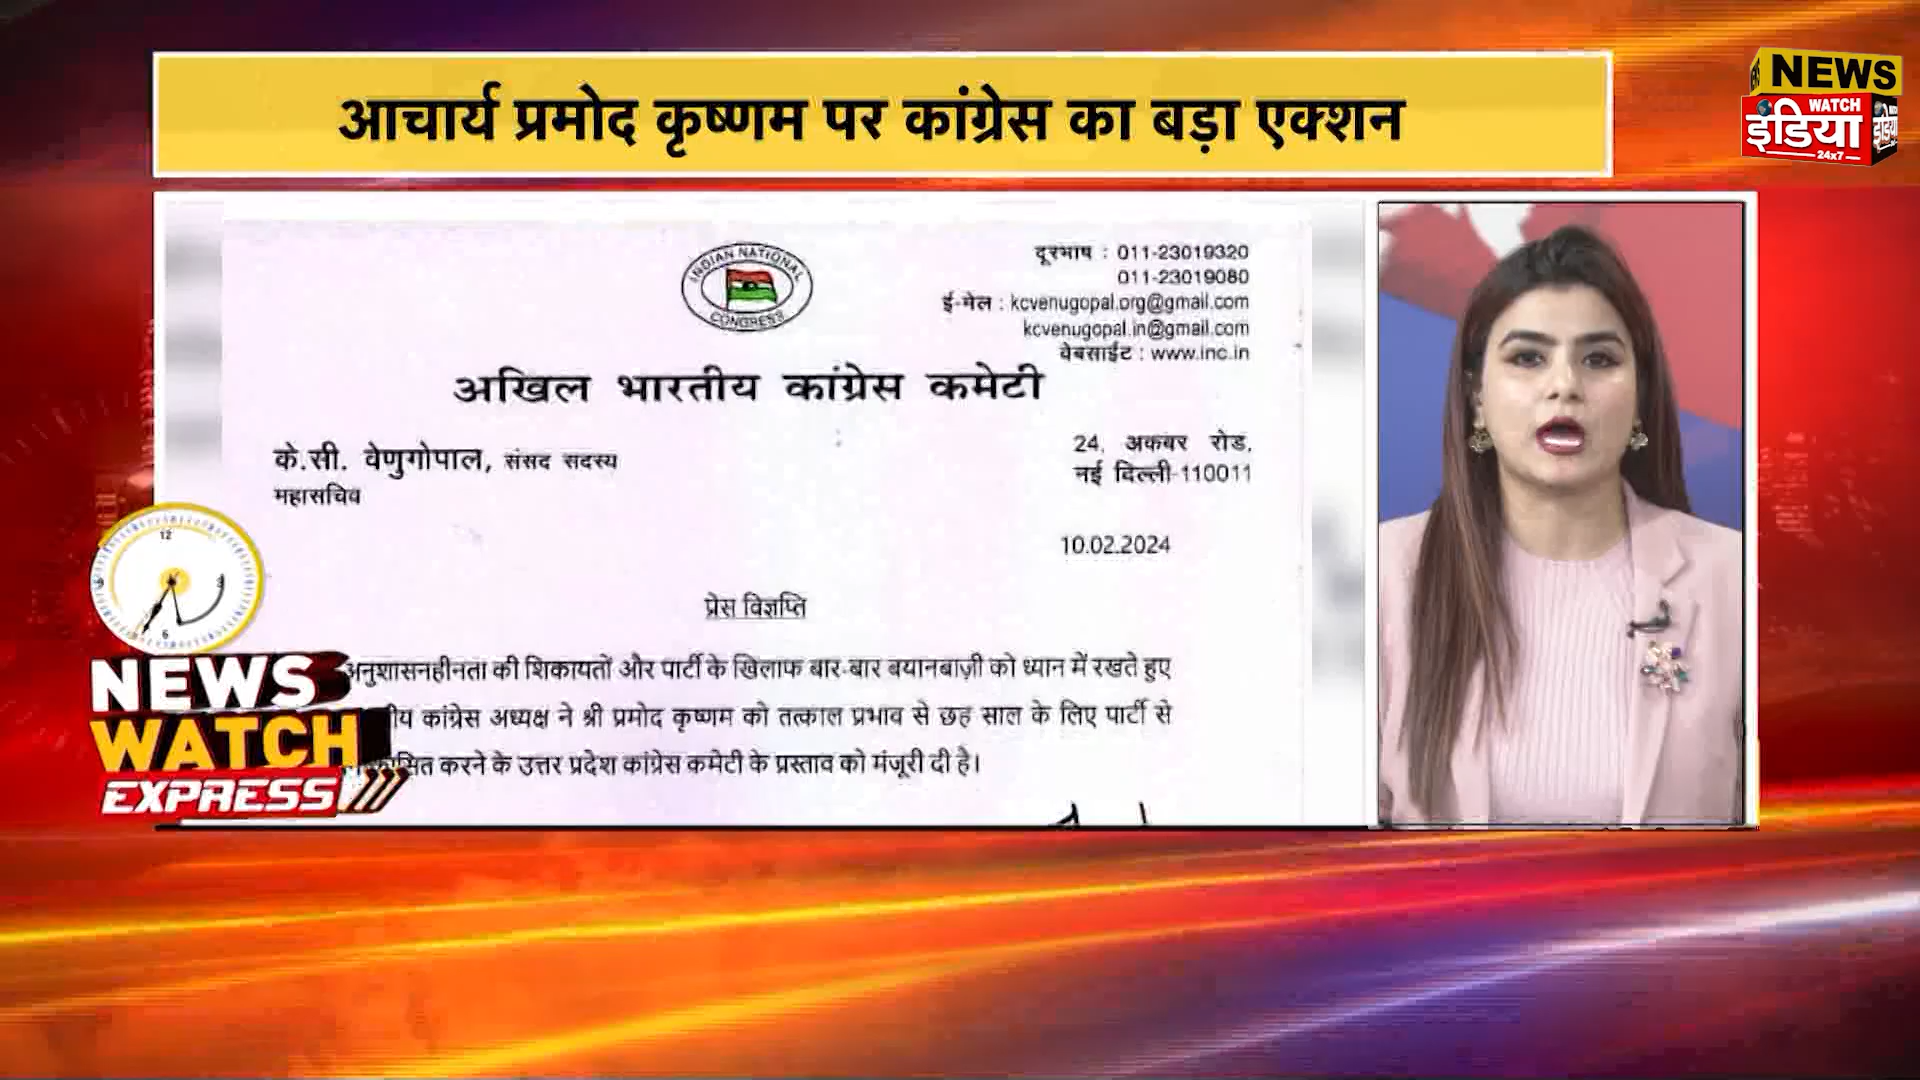 आचार्य प्रमोद कृष्णम पर कांग्रेस का बड़ा एक्शन
NEWS
WATCH
इंडिया
24x7
INDIAN NATIONAL
CONGRESS
दूरभाष : 011-23019320
011-23019080
ई-मेल : kcvenugopal.org@gmail.com
kcvenugopal.in@gmail.com
वेबसाईट : www.inc.in
अखिल भारतीय कांग्रेस कमेटी
के.सी. वेणुगोपाल, संसद सदस्य
महासचिव
24, अकबर रोड,
नई दिल्ली-110011
10.02.2024
प्रेस विज्ञप्ति
अनुशासनहीनता की शिकायतों और पार्टी के खिलाफ बार-बार बयानबाज़ी को ध्यान में रखते हुए
कांग्रेस अध्यक्ष ने श्री प्रमोद कृष्णम को तत्काल प्रभाव से छह साल के लिए पार्टी से
करने के उत्तर प्रदेश कांग्रेस कमेटी के प्रस्ताव को मंजूरी दी है।
12
6
NEWS
WATCH
EXPRESS